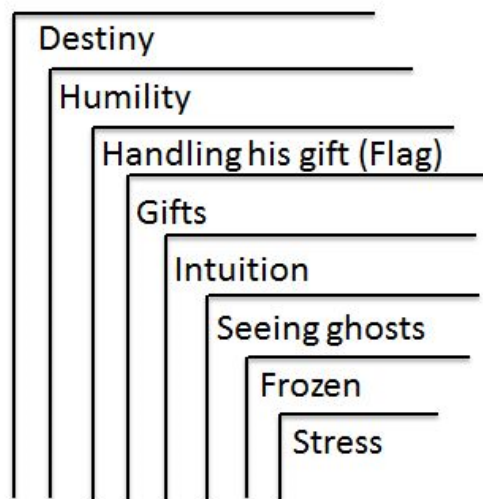 Destiny
Humility
Handling his gift (Flag)
Gifts
Intuition
Seeing ghosts
Frozen
Stress